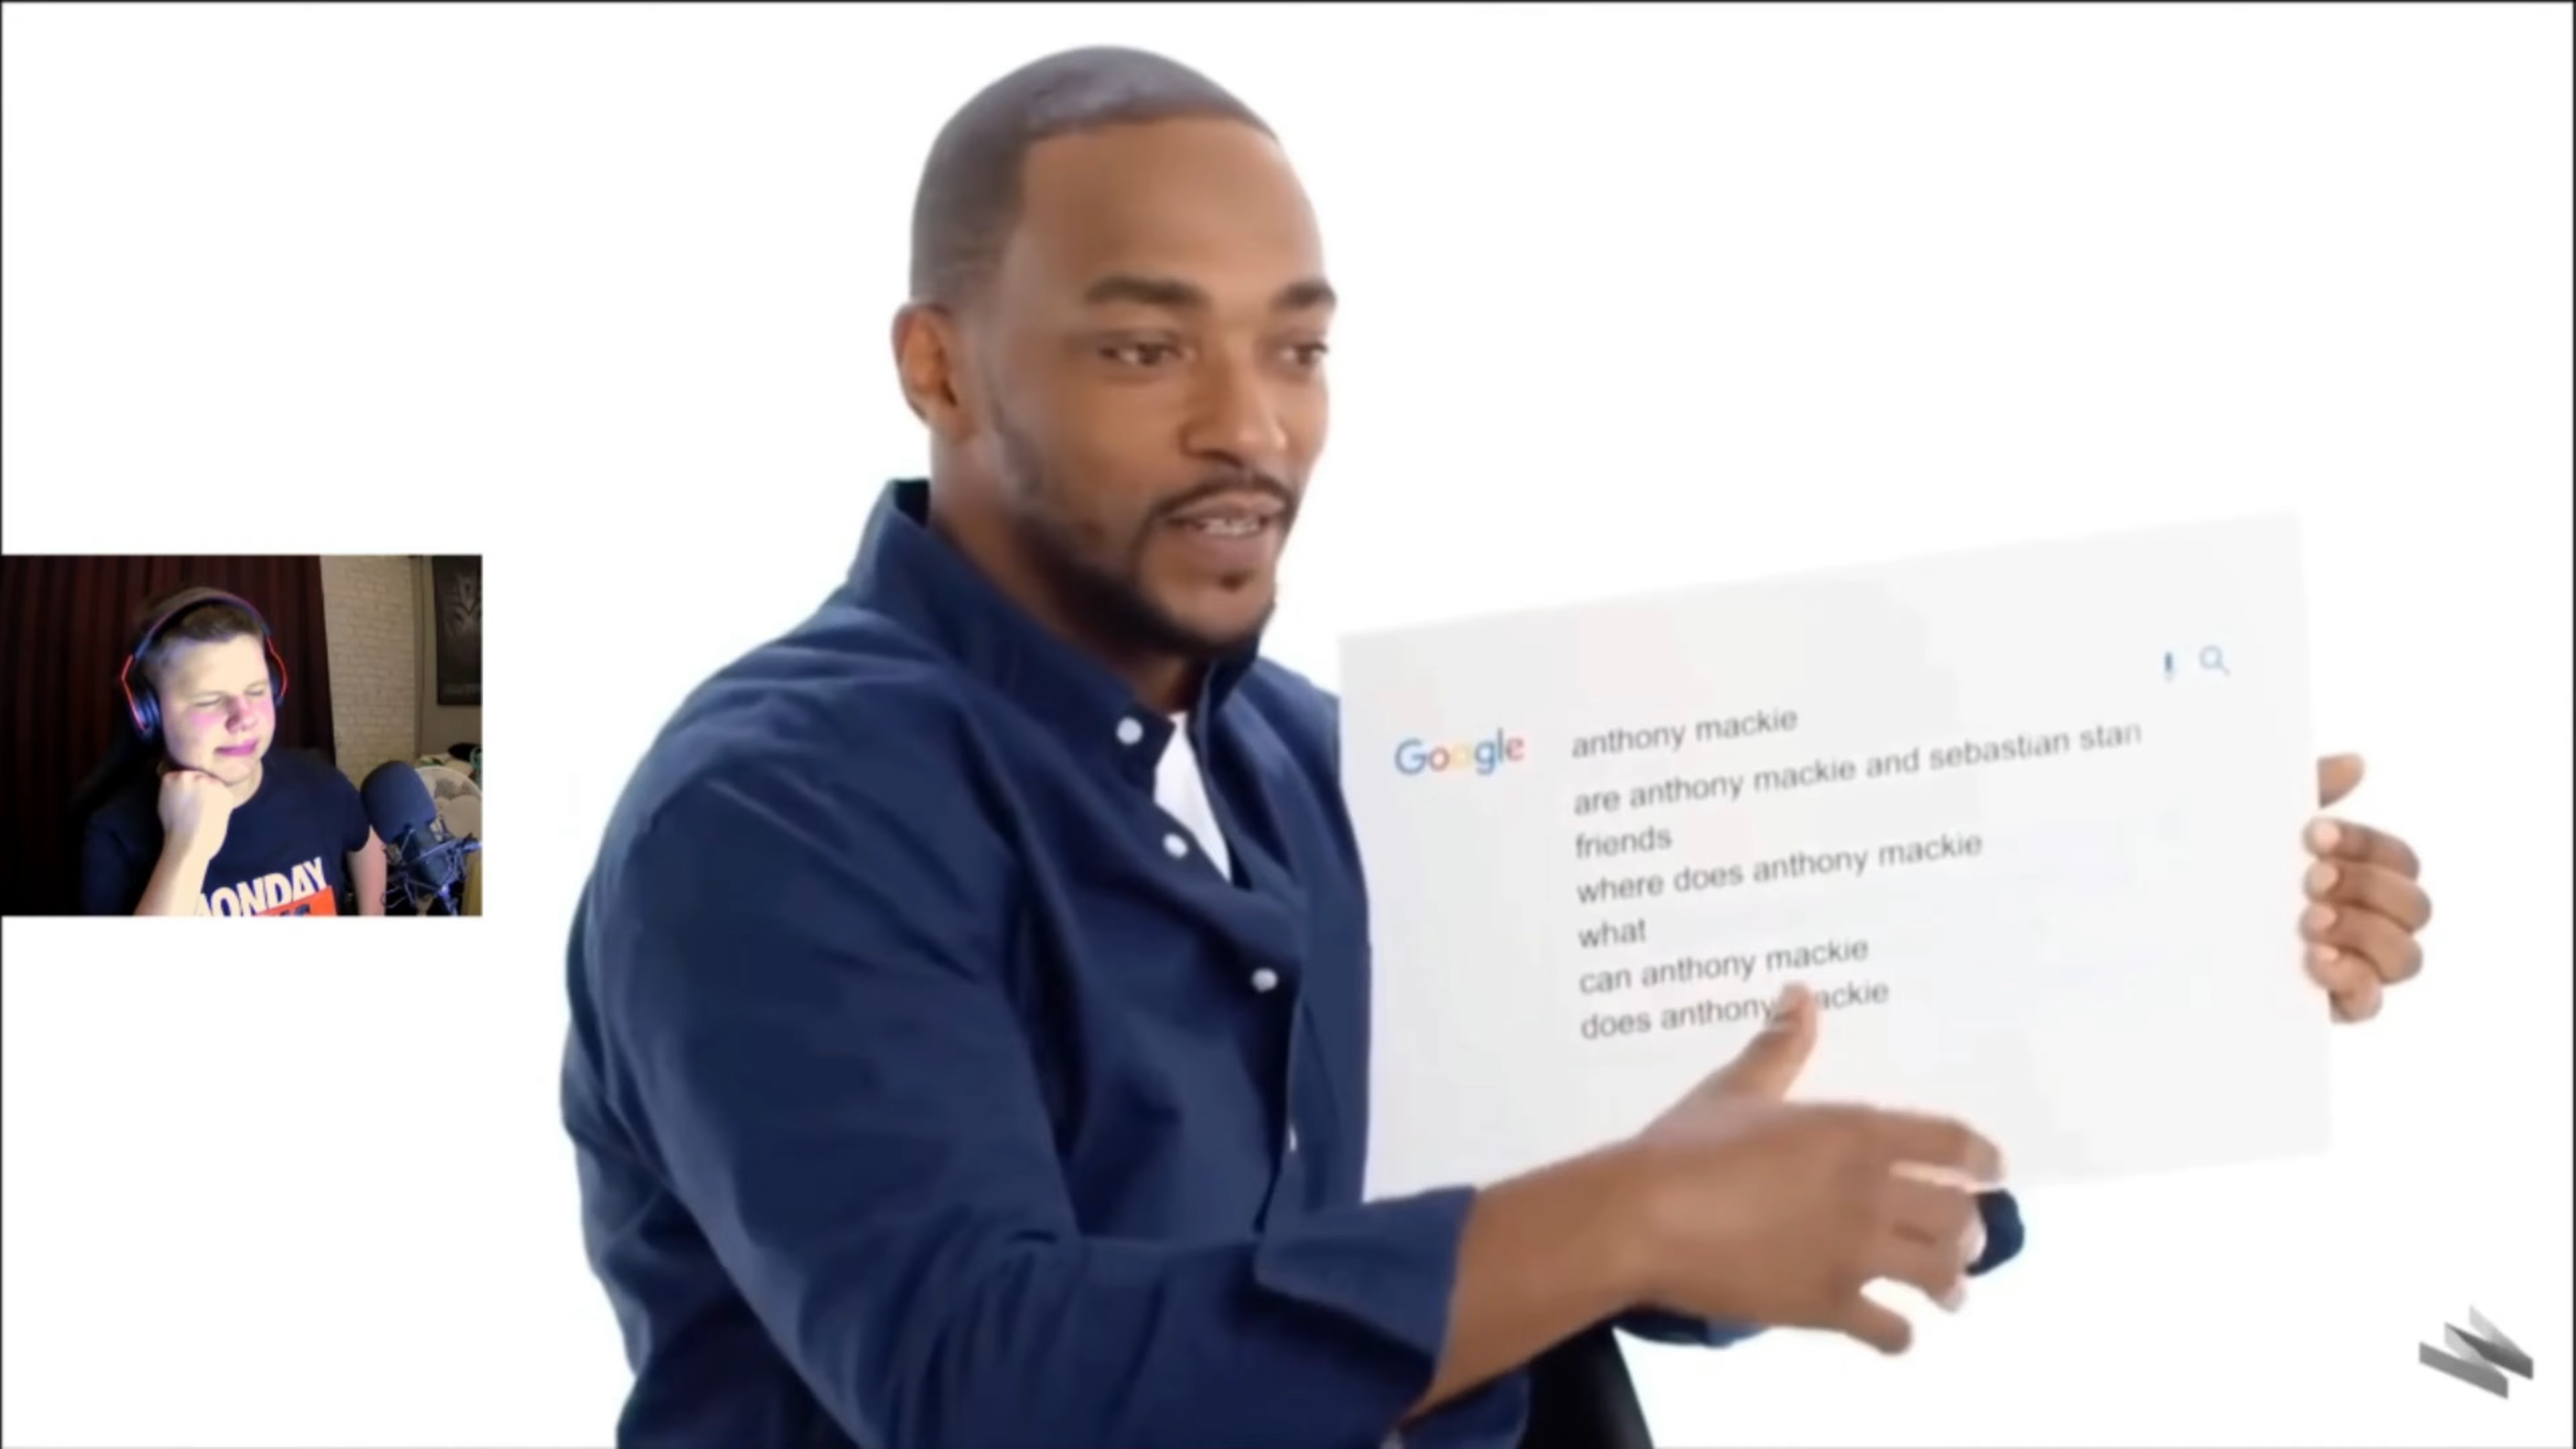 Google
anthony mackie
are anthony mackie and sebastian stan
friends
where does anthony mackie
what
can anthony mackie
does anthony ackie
MONDAY